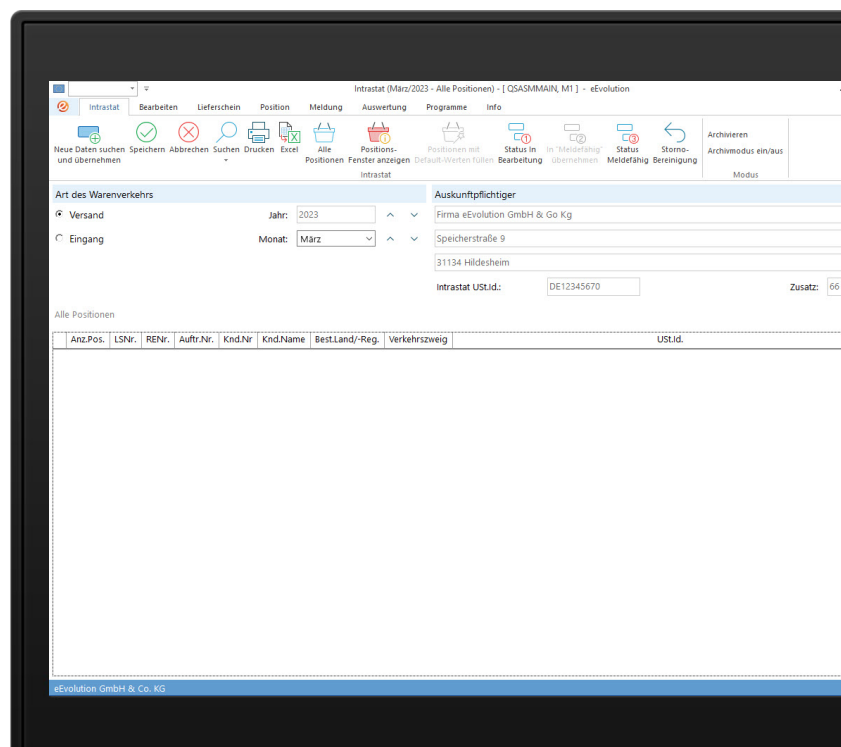 Intrastat (März/2023 - Alle Positionen) - [ QSASMMAIN, M1 ] - eEvolution
Intrastat Bearbeiten Lieferschein Position Meldung Auswertung Programme Info
Neue Daten suchen und übernehmen
Speichern
Abbrechen
Suchen
Drucken
Excel
Alle Positionen
Positions-
Fenster anzeigen
Positionen mit
Default-Werten füllen
Status In
Bearbeitung
In "Meldefähig"
übernehmen
Status
Meldefähig
Storno-
Bereinigung
Archivieren
Archivmodus ein/aus
Intrastat
Modus
Art des Warenverkehrs
Versand
Jahr: 2023
Eingang
Monat: März
Auskunftpflichtiger
Firma eEvolution GmbH & Go Kg
Speicherstraße 9
31134 Hildesheim
Intrastat USt.Id.: DE12345670
Zusatz: 66
Alle Positionen
Anz.Pos. LSNr. RENr. Auftr.Nr. Knd.Nr Knd.Name Best.Land/-Reg. Verkehrszweig USt.Id.
eEvolution GmbH & Co. KG